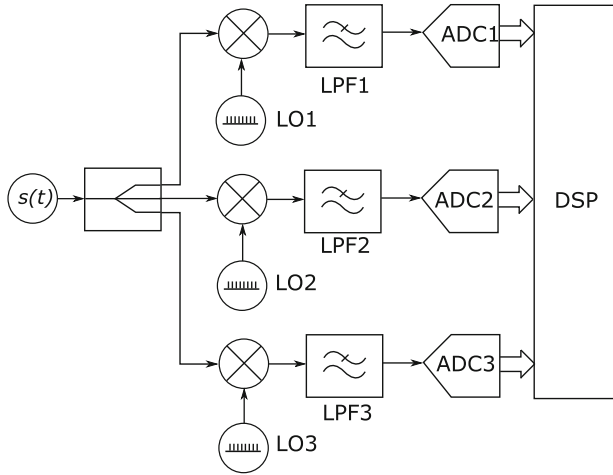 ADC1
LPF1
LO1
s(t)
ADC2
DSP
LPF2
LO2
ADC3
LPF3
LO3